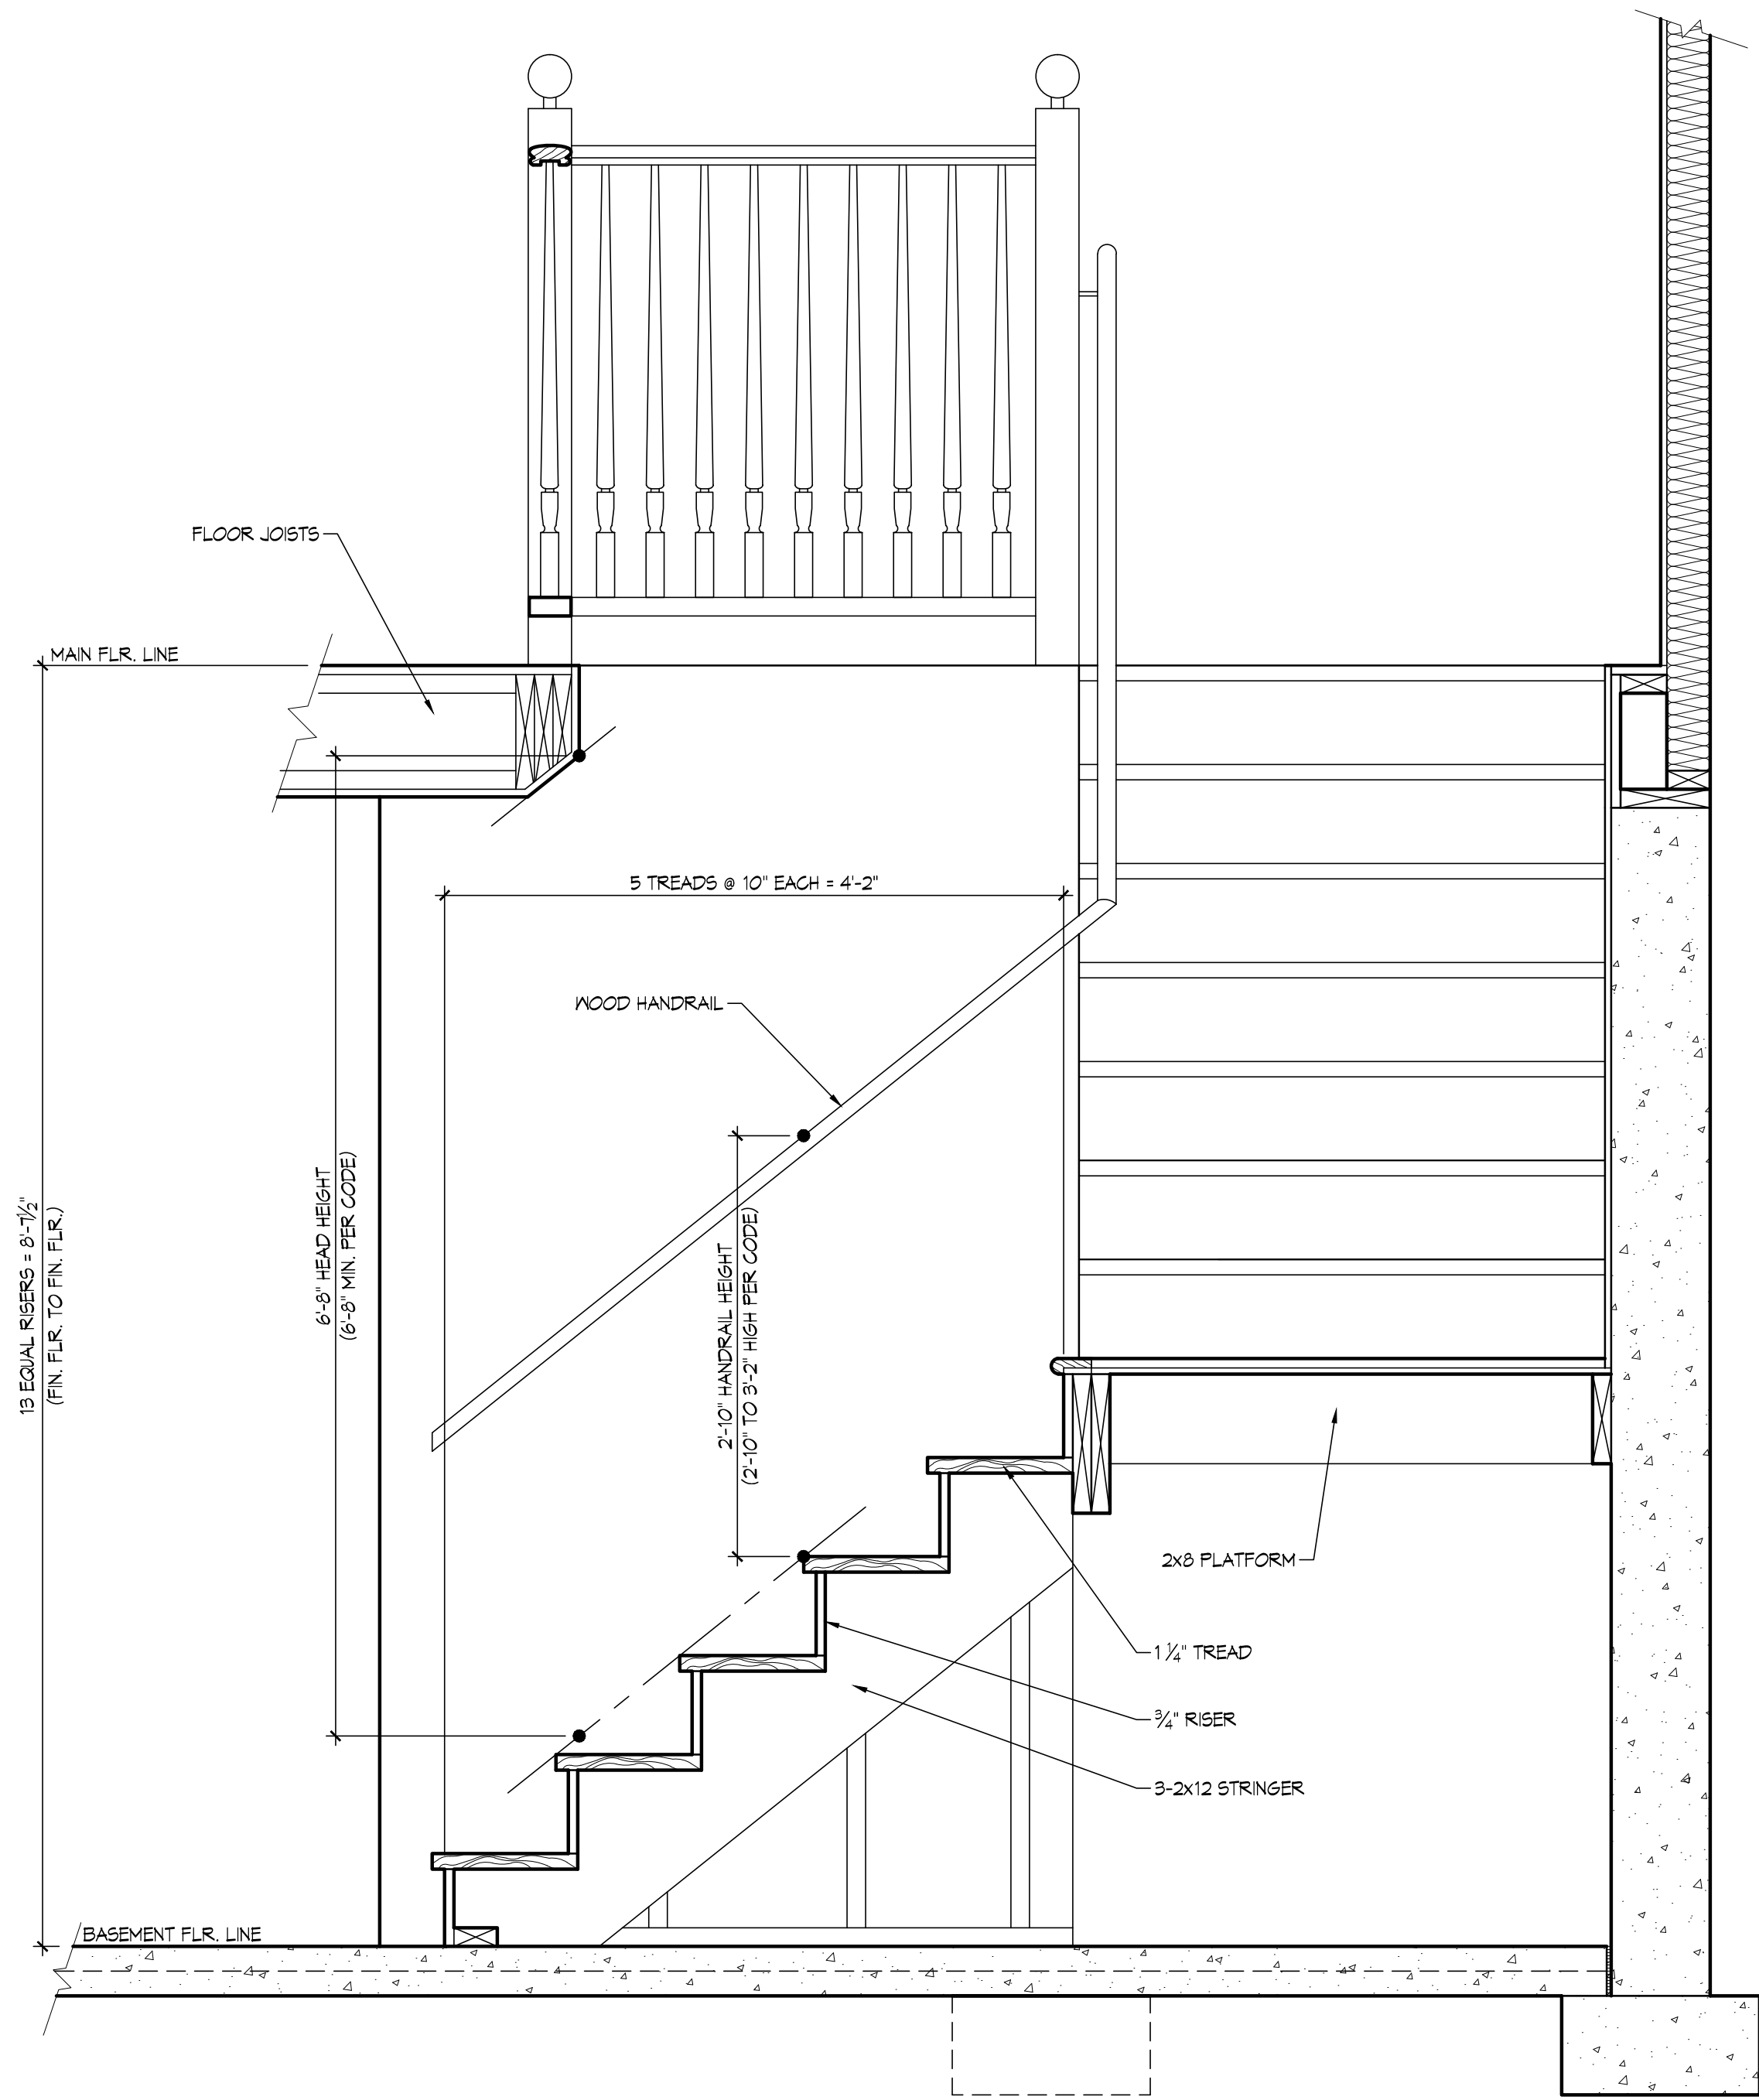 FLOOR JOISTS
MAIN FLR. LINE
5 TREADS @ 10" EACH = 4'-2"
WOOD HANDRAIL
13 EQUAL RISERS = 8'-7½"
(FIN. FLR. TO FIN. FLR.)
6'-8" HEAD HEIGHT
(6'-8" MIN. PER CODE)
2'-10" HANDRAIL HEIGHT
(2'-10" TO 3'-2" HIGH PER CODE)
2x8 PLATFORM
1 ¼" TREAD
¾" RISER
3-2x12 STRINGER
BASEMENT FLR. LINE